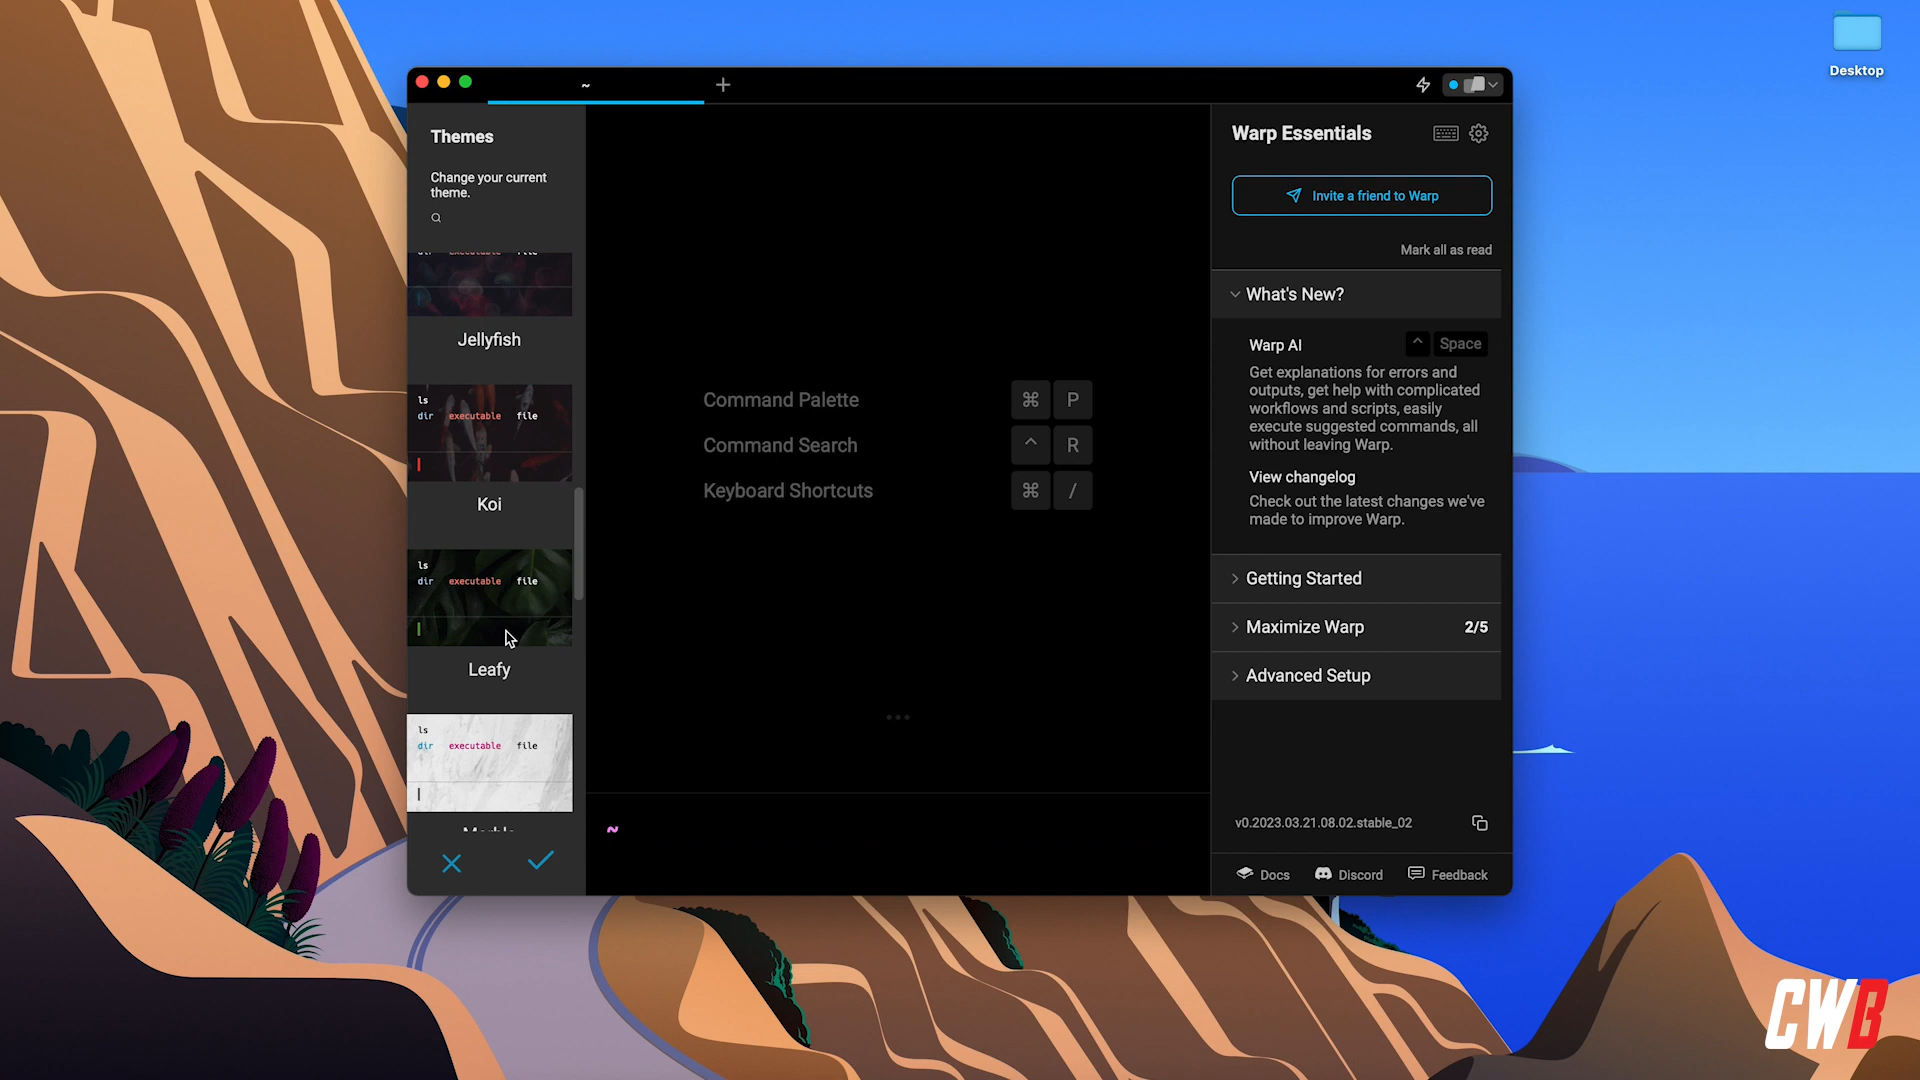 Desktop
~
Themes
Change your current
theme.
dir executable file
Jellyfish
ls
dir executable file
Koi
ls
dir executable file
Leafy
ls
dir executable file
Marble
Command Palette ⌘ P
Command Search ^ R
Keyboard Shortcuts ⌘ /
~
Warp Essentials
Invite a friend to Warp
Mark all as read
What's New?
Warp AI ^ Space
Get explanations for errors and
outputs, get help with complicated
workflows and scripts, easily
execute suggested commands, all
without leaving Warp.
View changelog
Check out the latest changes we've
made to improve Warp.
Getting Started
Maximize Warp 2/5
Advanced Setup
v0.2023.03.21.08.02.stable_02
Docs Discord Feedback
CWB